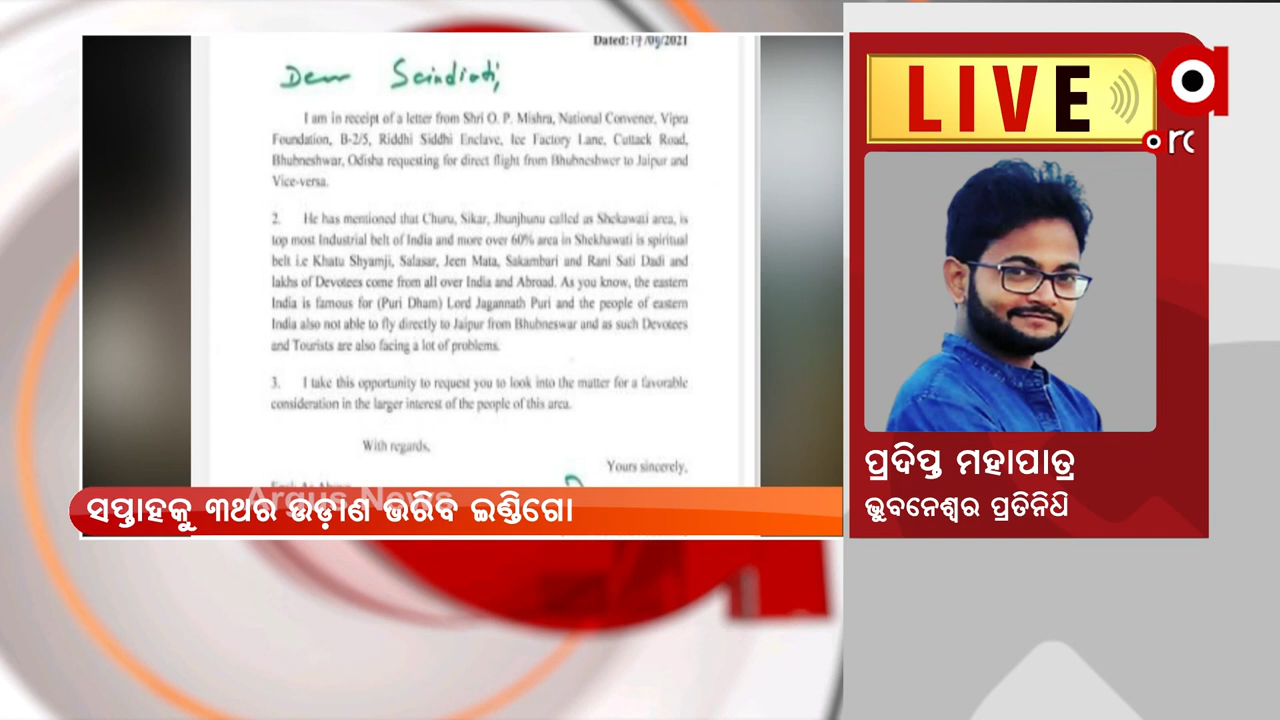 Dated: 17/09/2021
Dear Scindiaji,
I am in receipt of a letter from Shri O. P. Mishra, National Convener, Vipra
Foundation, B-2/5, Riddhi Siddhi Enclave, Ice Factory Lane, Cuttack Road,
Bhubneshwar, Odisha requesting for direct flight from Bhubneshwer to Jaipur and
Vice-versa.
2. He has mentioned that Churu, Sikar, Jhunjhunu called as Shekawati area, is
top most Industrial belt of India and more over 60% area in Shekhawati is spiritual
belt i.e Khatu Shyamji, Salasar, Jeen Mata, Sakambari and Rani Sati Dadi and
lakhs of Devotees come from all over India and Abroad. As you know, the eastern
India is famous for (Puri Dham) Lord Jagannath Puri and the people of eastern
India also not able to fly directly to Jaipur from Bhubneswar and as such Devotees
and Tourists are also facing a lot of problems.
3. I take this opportunity to request you to look into the matter for a favorable
consideration in the larger interest of the people of this area.
With regards,
Yours sincerely,
Argus News
ସପ୍ତାହକୁ ୩ଥର ଉଡ଼ାଣ ଭରିବ ଇଣ୍ଡିଗୋ
LIVE
ପ୍ରଦିପ୍ତ ମହାପାତ୍ର
ଭୁବନେଶ୍ୱର ପ୍ରତିନିଧି